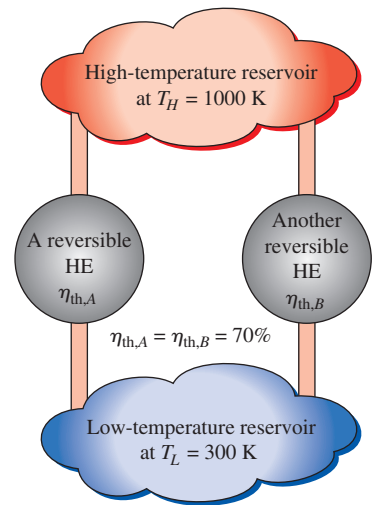 High-temperature reservoir
at T_H = 1000 K
A reversible
HE
η_th,A
Another
reversible
HE
η_th,B
η_th,A = η_th,B = 70%
Low-temperature reservoir
at T_L = 300 K